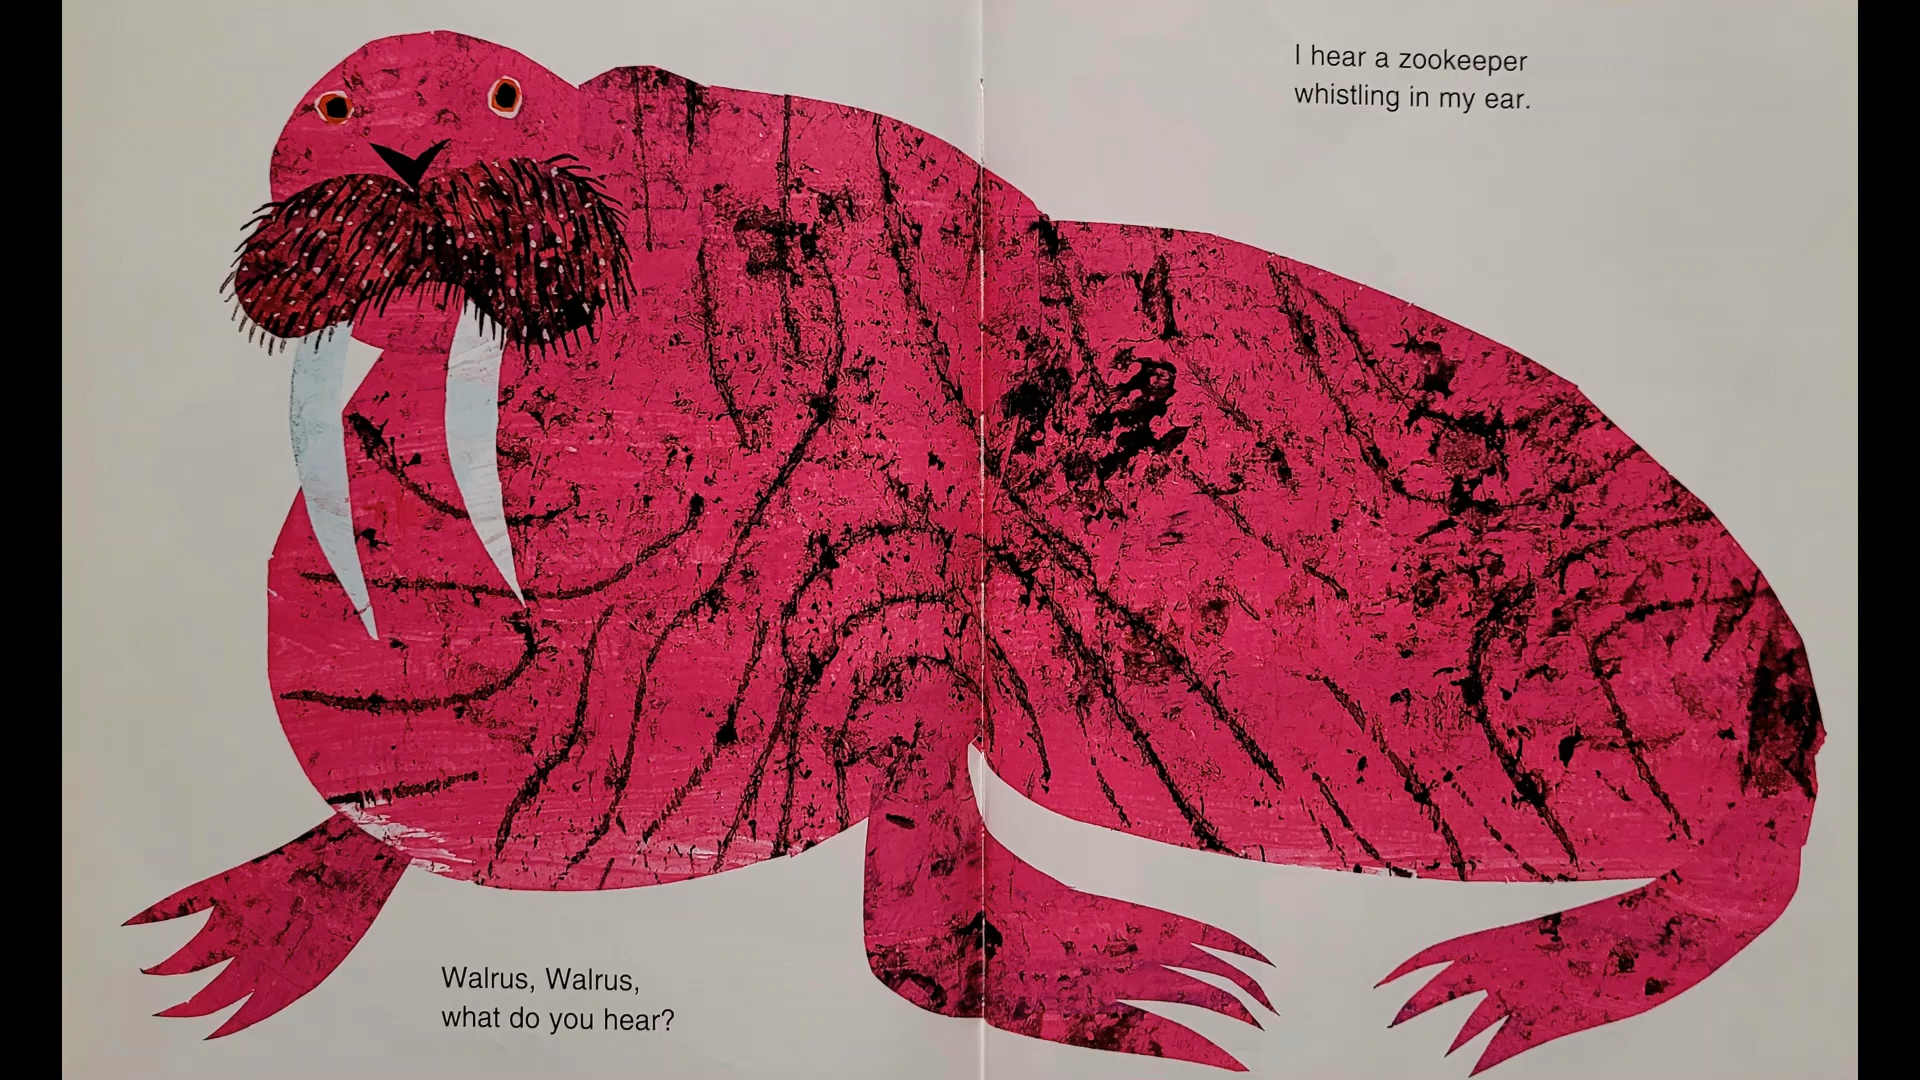 Walrus, Walrus,
what do you hear?
I hear a zookeeper
whistling in my ear.